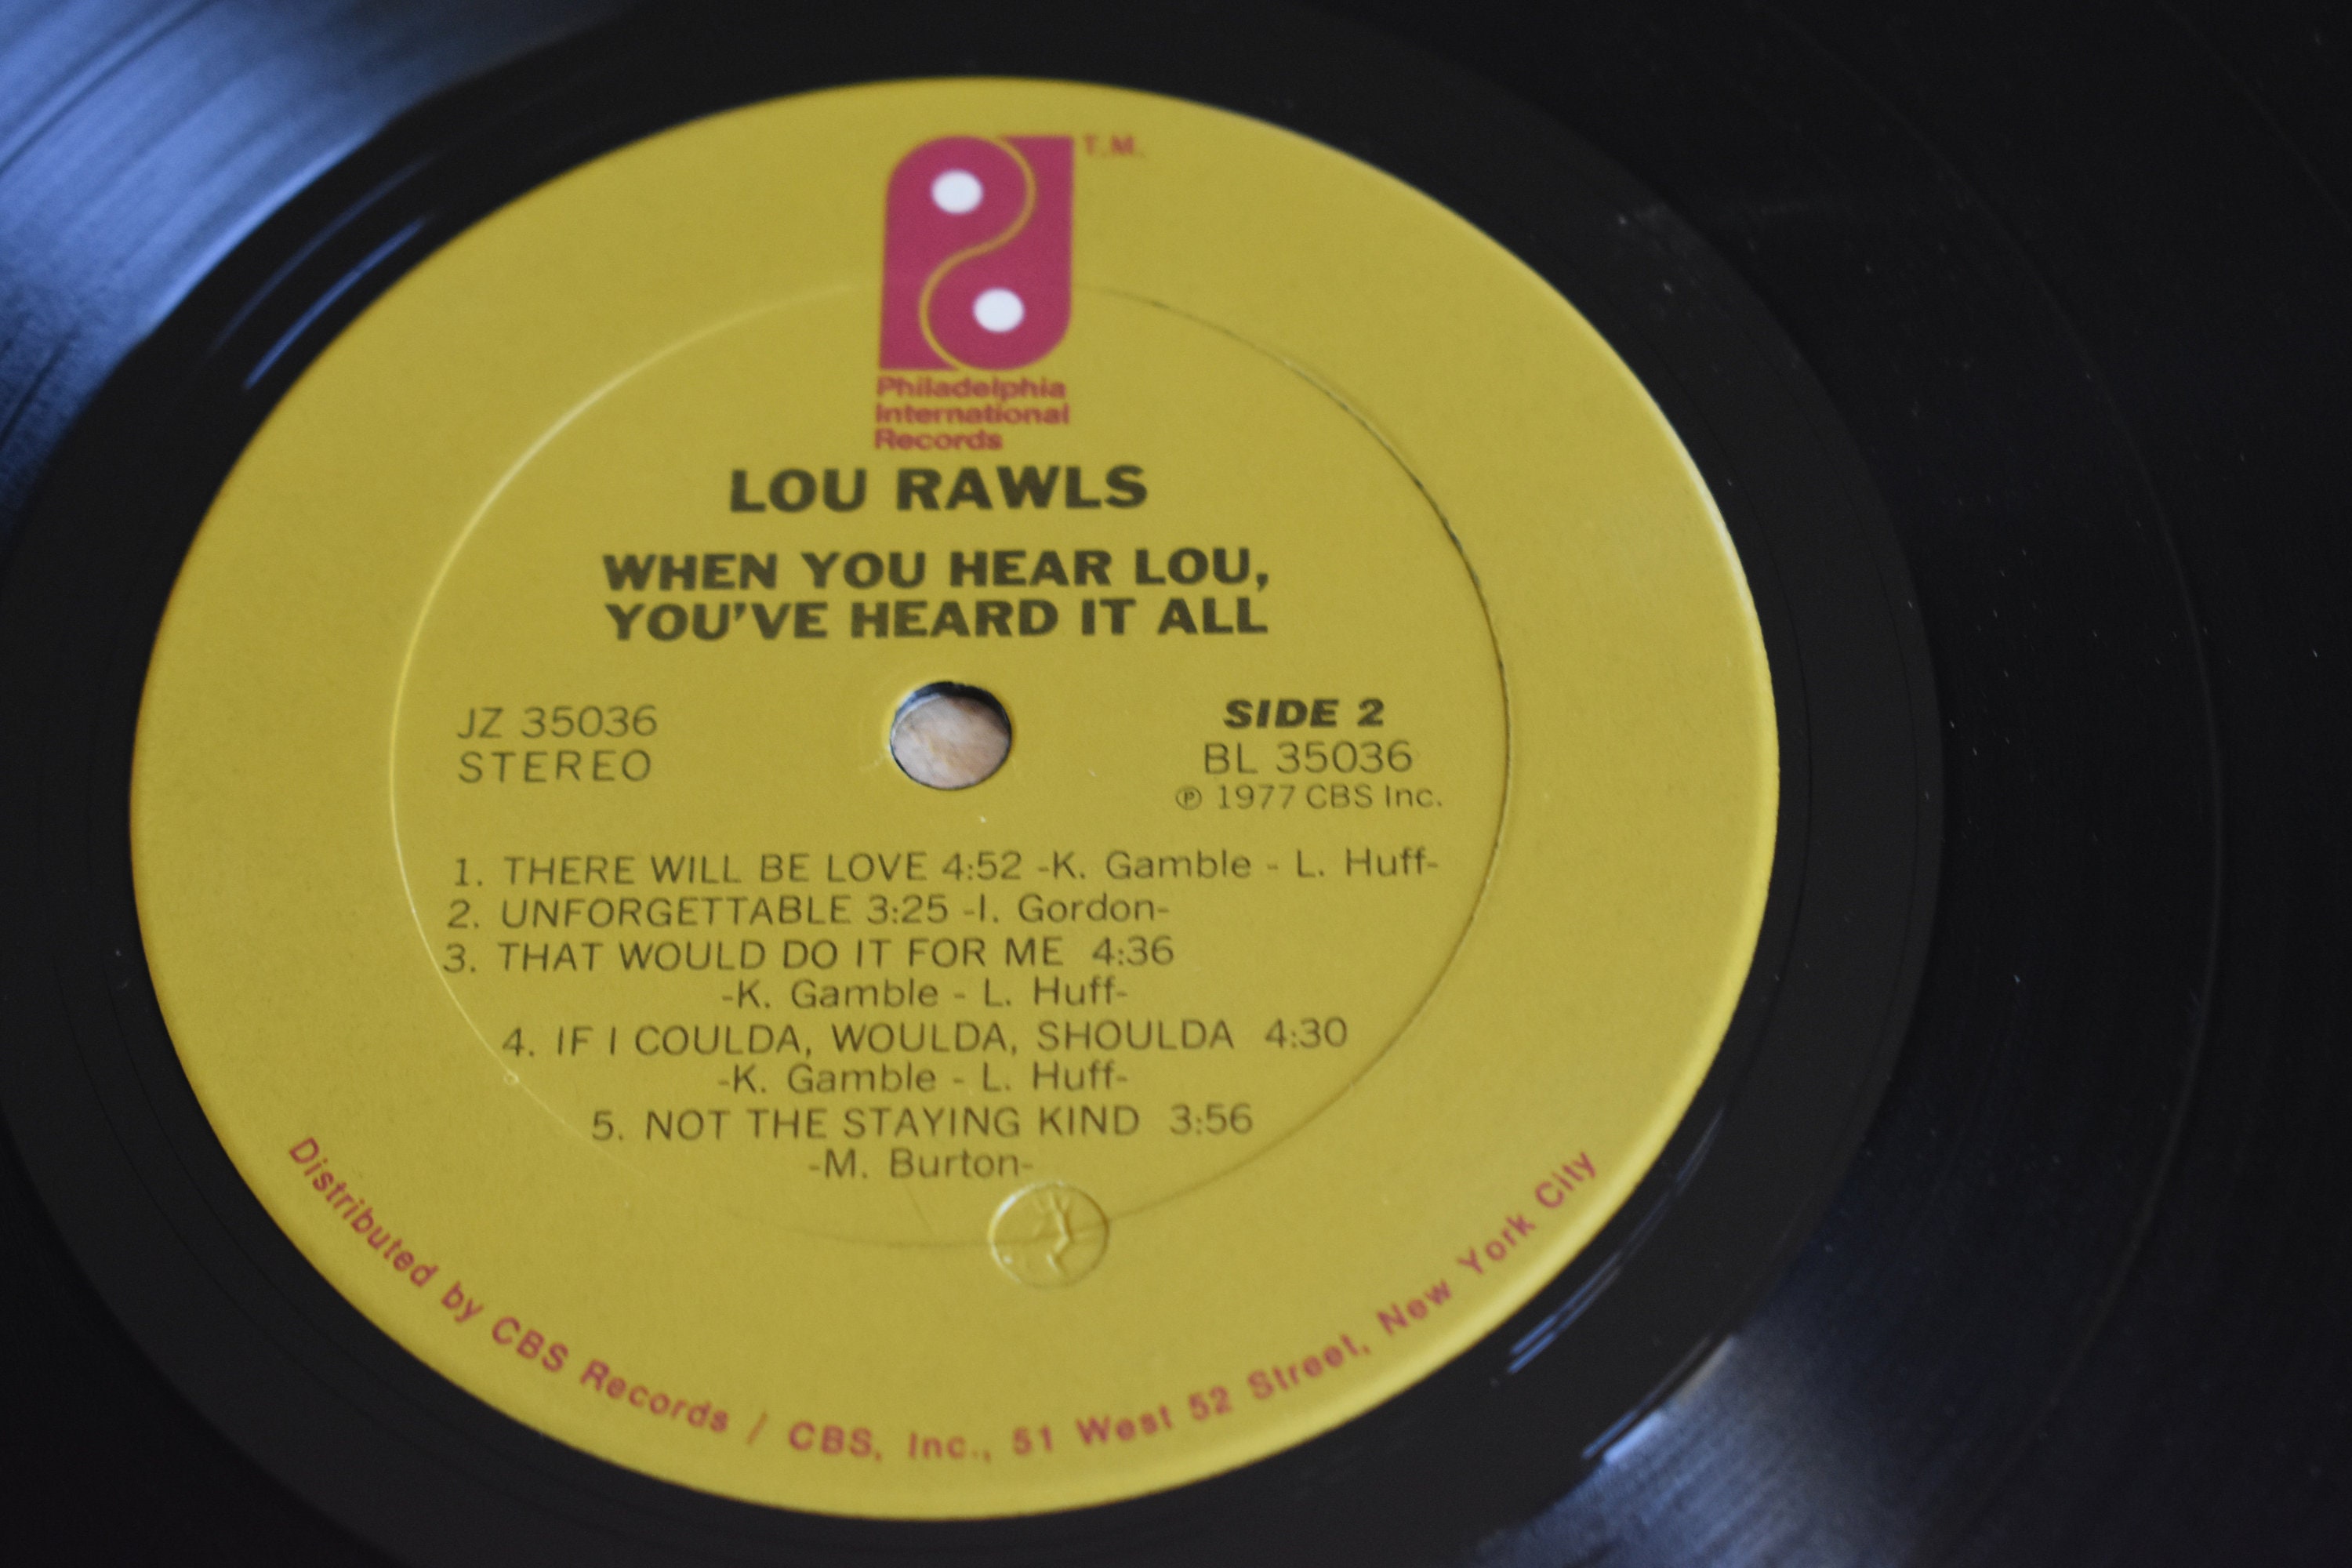 T.M.
Philadelphia
International
Records
LOU RAWLS
WHEN YOU HEAR LOU,
YOU'VE HEARD IT ALL
JZ 35036
STEREO
SIDE 2
BL 35036
℗ 1977 CBS Inc.
1. THERE WILL BE LOVE 4:52 -K. Gamble - L. Huff-
2. UNFORGETTABLE 3:25 -I. Gordon-
3. THAT WOULD DO IT FOR ME 4:36
-K. Gamble - L. Huff-
4. IF I COULDA, WOULDA, SHOULDA 4:30
-K. Gamble - L. Huff-
5. NOT THE STAYING KIND 3:56
-M. Burton-
Distributed by CBS Records / CBS, Inc., 51 West 52 Street, New York City